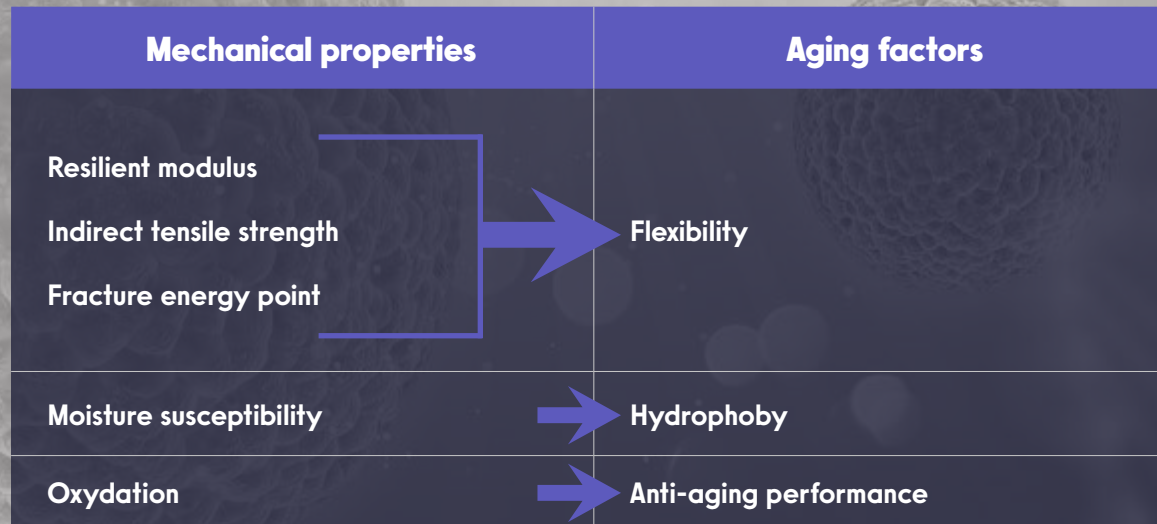 Mechanical properties
Aging factors
Resilient modulus
Indirect tensile strength
Fracture energy point
Flexibility
Moisture susceptibility
Hydrophoby
Oxydation
Anti-aging performance